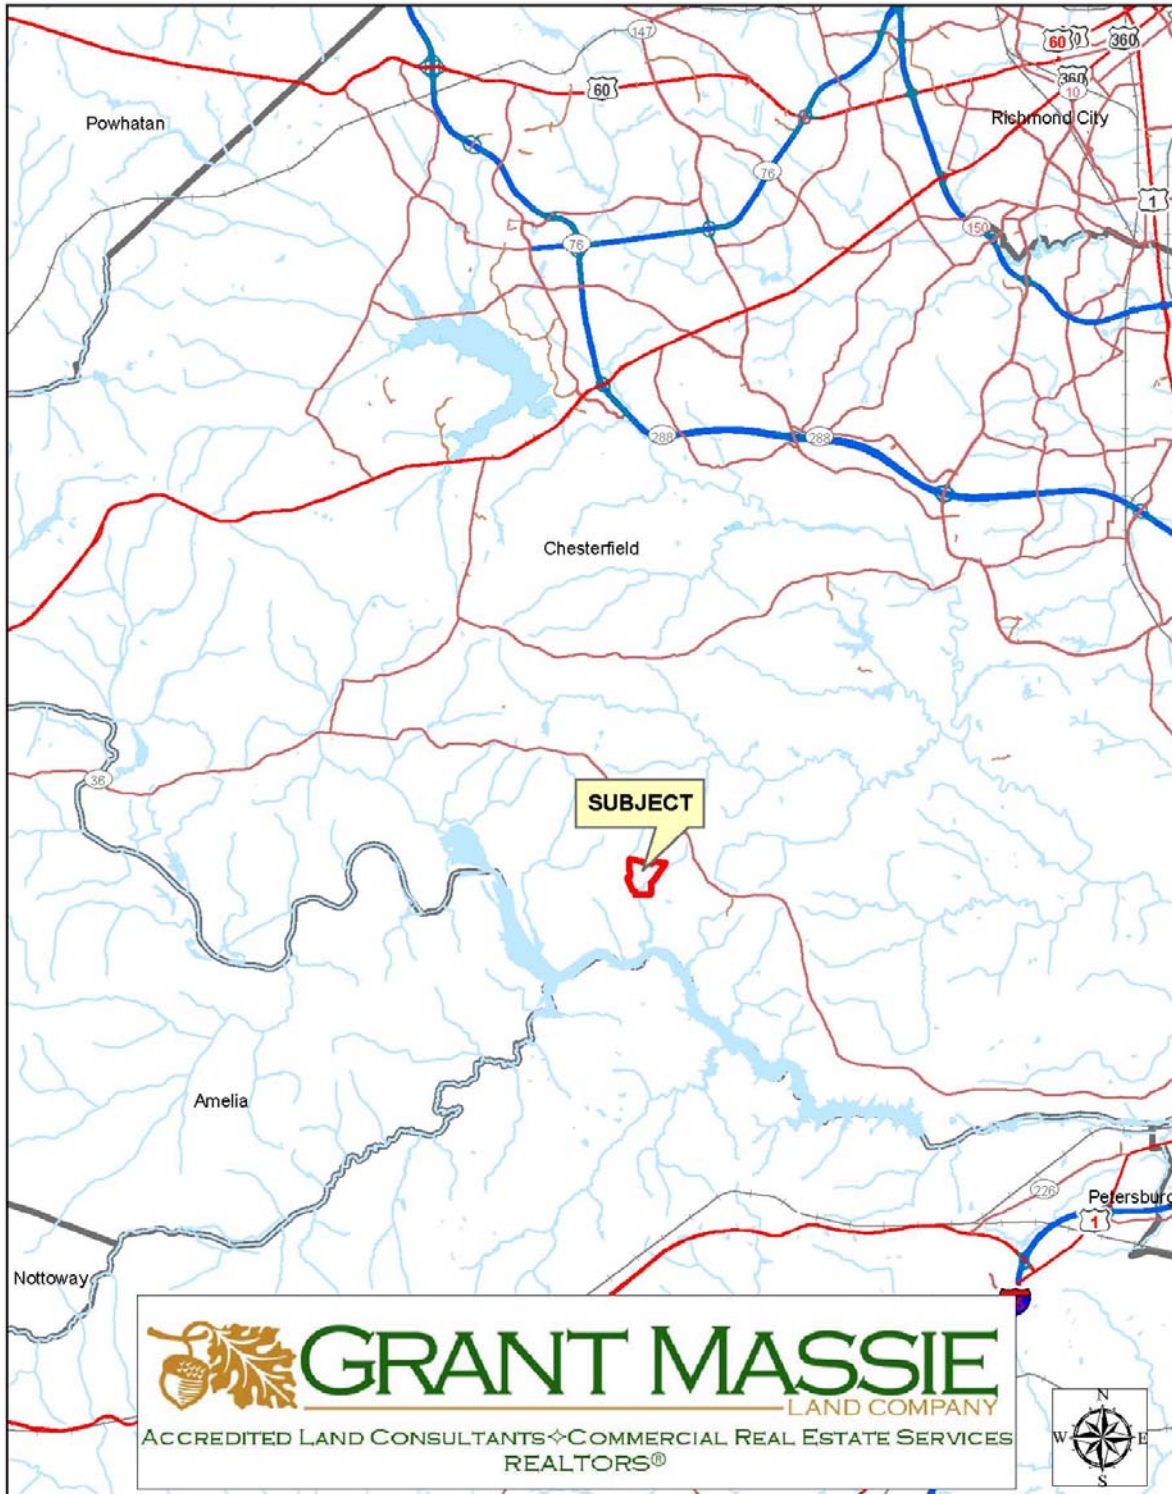 147
60
360
60
360
10
Powhatan
Richmond City
76
1
150
76
288
288
Chesterfield
36
SUBJECT
Amelia
226
Petersburg
1
Nottoway
GRANT MASSIE
LAND COMPANY
ACCREDITED LAND CONSULTANTS✧COMMERCIAL REAL ESTATE SERVICES
REALTORS®
N
W E
S